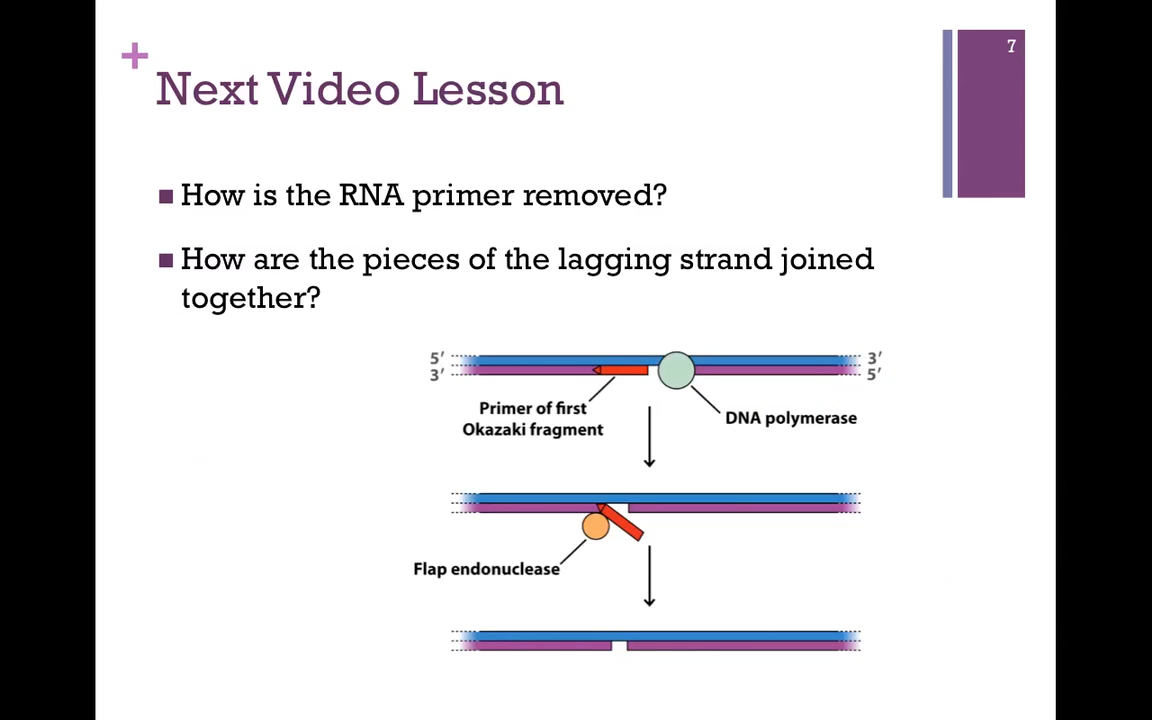 7
+
Next Video Lesson
How is the RNA primer removed?
How are the pieces of the lagging strand joined
together?
5′
3′
3′
5′
Primer of first
Okazaki fragment
DNA polymerase
Flap endonuclease